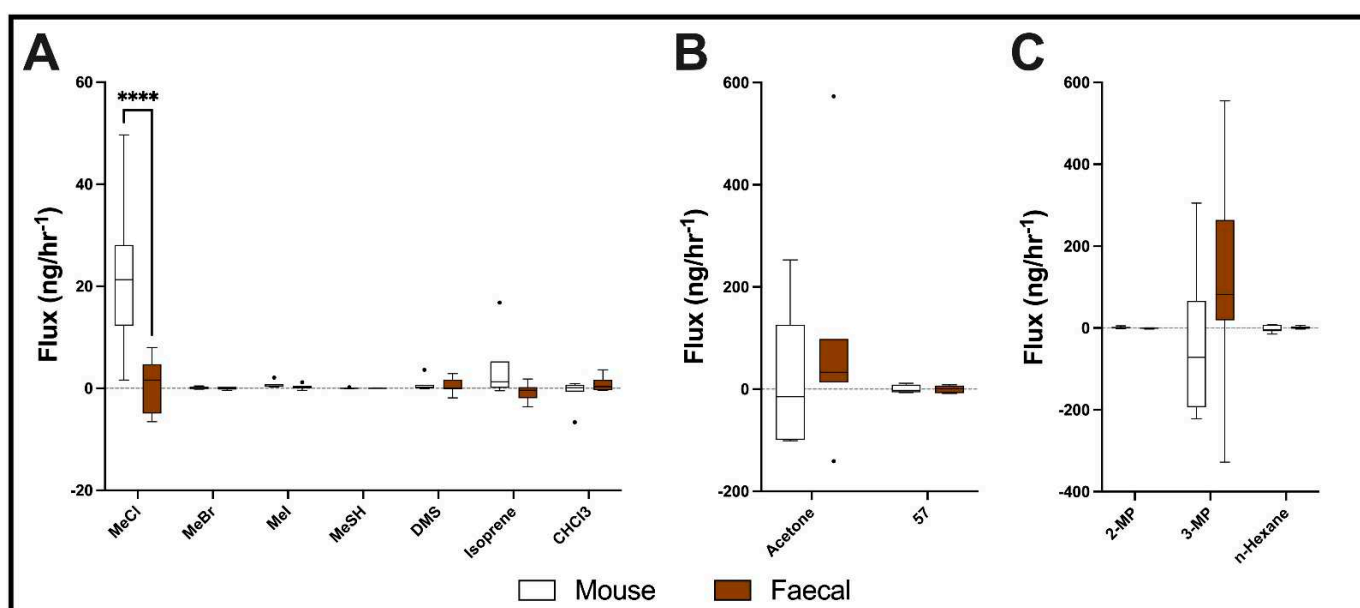 A
B
C
Flux (ng/hr⁻¹)
60
40
20
0
-20
****
MeCl
MeBr
MeI
MeSH
DMS
Isoprene
CHCl3
Flux (ng/hr⁻¹)
600
400
200
0
-200
Acetone
57
Flux (ng/hr⁻¹)
600
400
200
0
-200
-400
2-MP
3-MP
n-Hexane
Mouse
Faecal